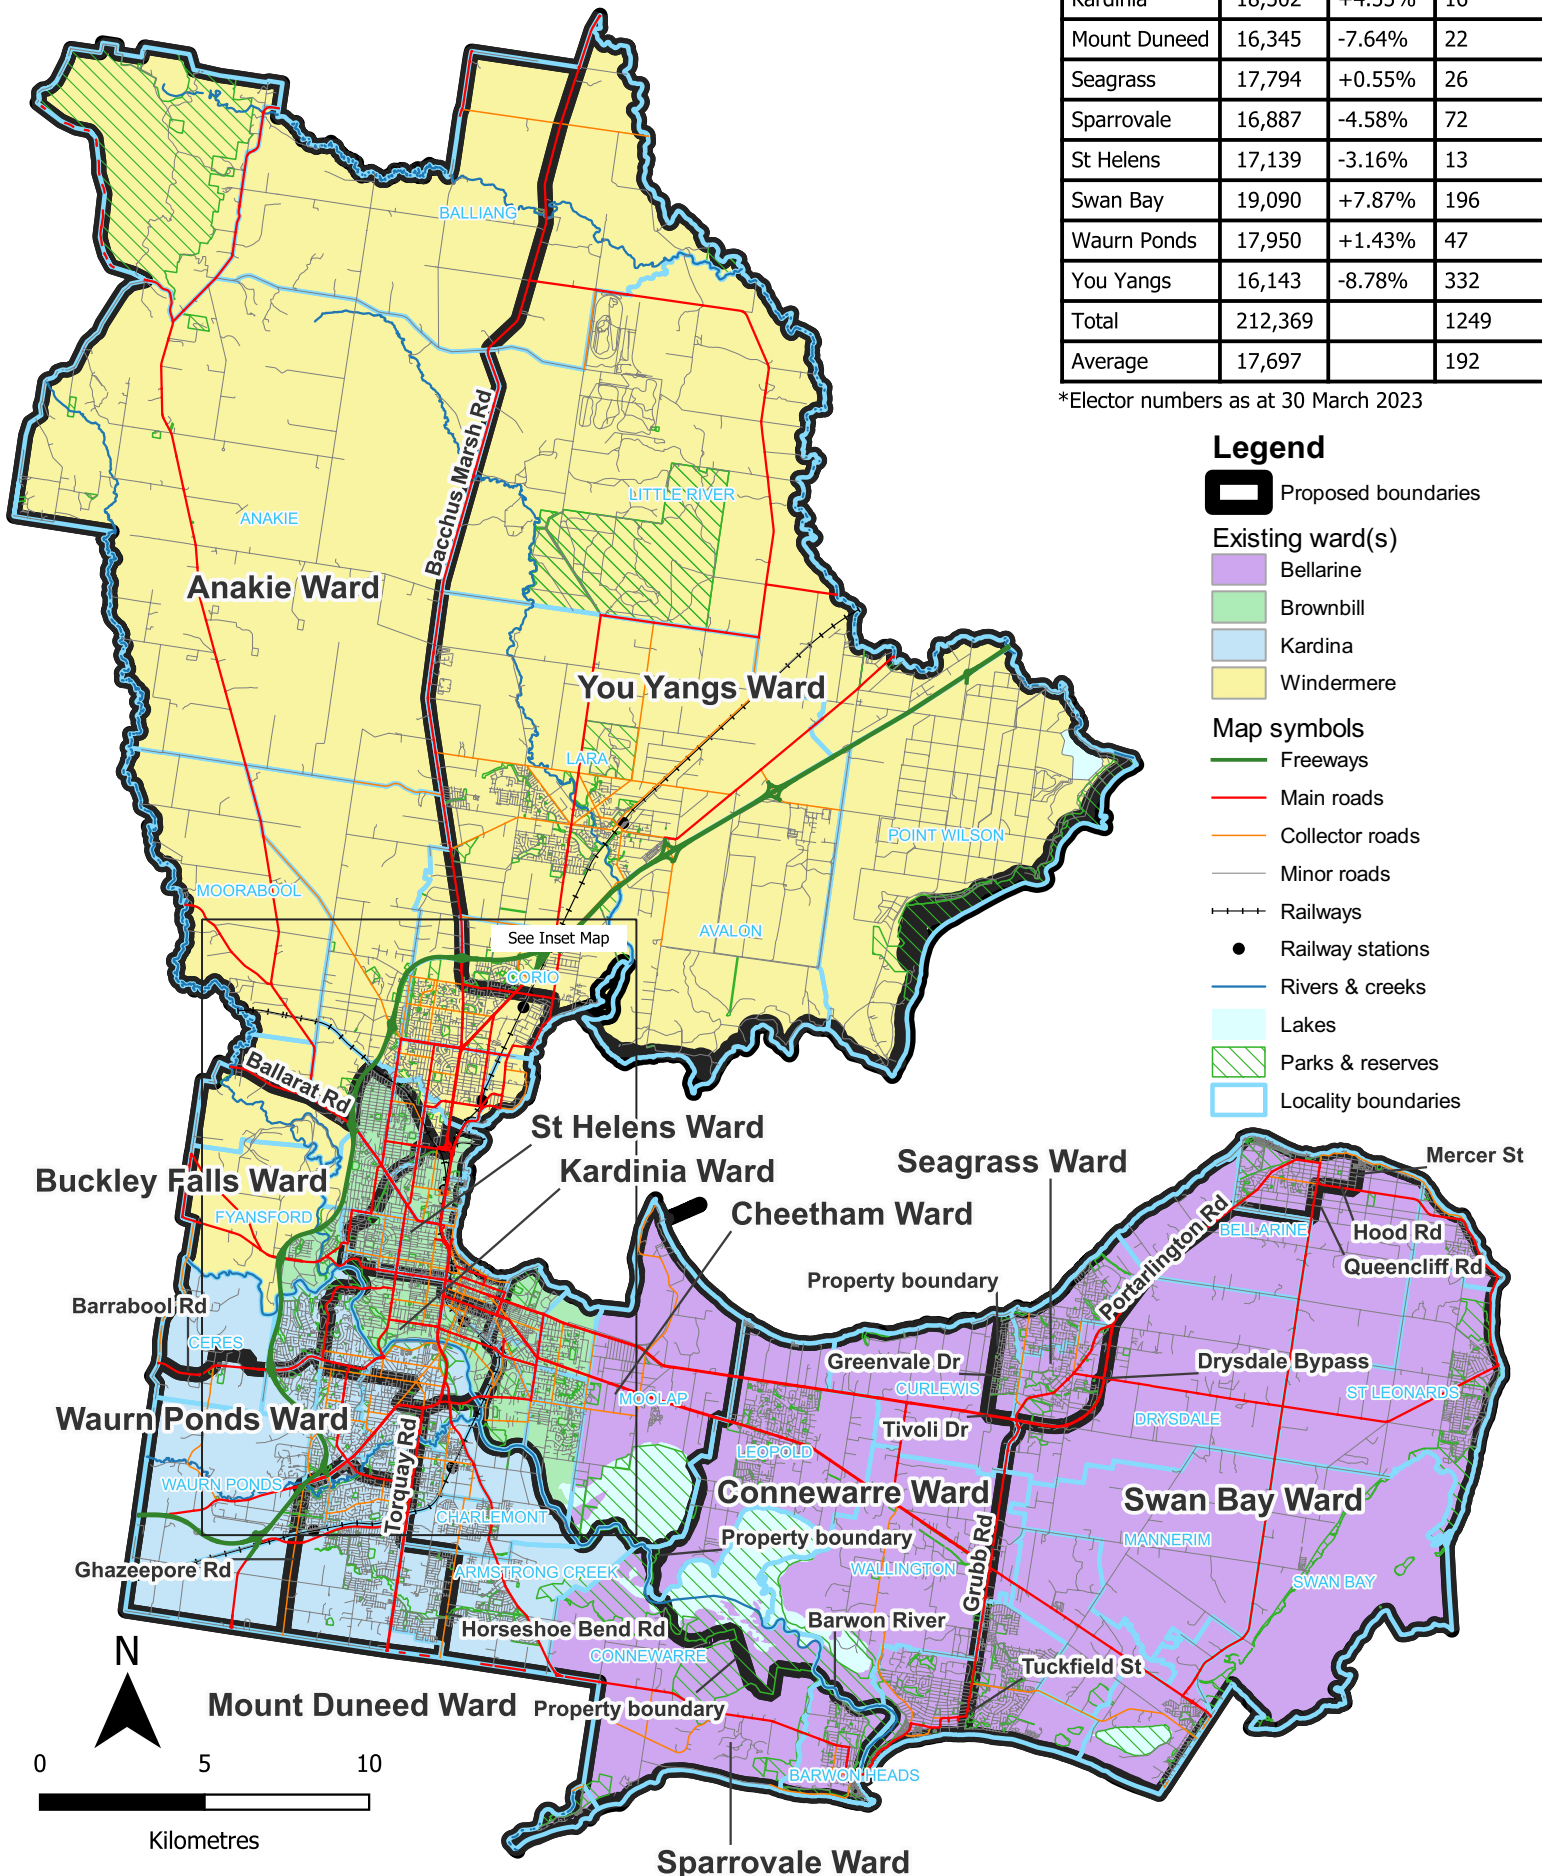 Kardinia 18,502 +4.55% 16
Mount Duneed 16,345 -7.64% 22
Seagrass 17,794 +0.55% 26
Sparrovale 16,887 -4.58% 72
St Helens 17,139 -3.16% 13
Swan Bay 19,090 +7.87% 196
Waurn Ponds 17,950 +1.43% 47
You Yangs 16,143 -8.78% 332
Total 212,369 1249
Average 17,697 192
*Elector numbers as at 30 March 2023
Legend
Proposed boundaries
Existing ward(s)
Bellarine
Brownbill
Kardina
Windermere
Map symbols
Freeways
Main roads
Collector roads
Minor roads
Railways
Railway stations
Rivers & creeks
Lakes
Parks & reserves
Locality boundaries
BALLIANG
Bacchus Marsh Rd
LITTLE RIVER
ANAKIE
Anakie Ward
You Yangs Ward
LARA
POINT WILSON
MOORABOOL
AVALON
See Inset Map
CORIO
Ballarat Rd
St Helens Ward
Kardinia Ward
Seagrass Ward
Mercer St
Buckley Falls Ward
Cheetham Ward
FYANSFORD
Portarlington Rd
BELLARINE
Hood Rd
Queencliff Rd
Property boundary
Barrabool Rd
CERES
Greenvale Dr
Drysdale Bypass
CURLEWIS
ST LEONARDS
MOOLAP
Waurn Ponds Ward
Tivoli Dr
DRYSDALE
LEOPOLD
Torquay Rd
WAURN PONDS
Connewarre Ward
Swan Bay Ward
CHARLEMONT
Property boundary
MANNERIM
Grubb Rd
Ghazeepore Rd
ARMSTRONG CREEK
WALLINGTON
SWAN BAY
Horseshoe Bend Rd
Barwon River
CONNEWARRE
Tuckfield St
N
Mount Duneed Ward
Property boundary
0 5 10
BARWON HEADS
Kilometres
Sparrovale Ward